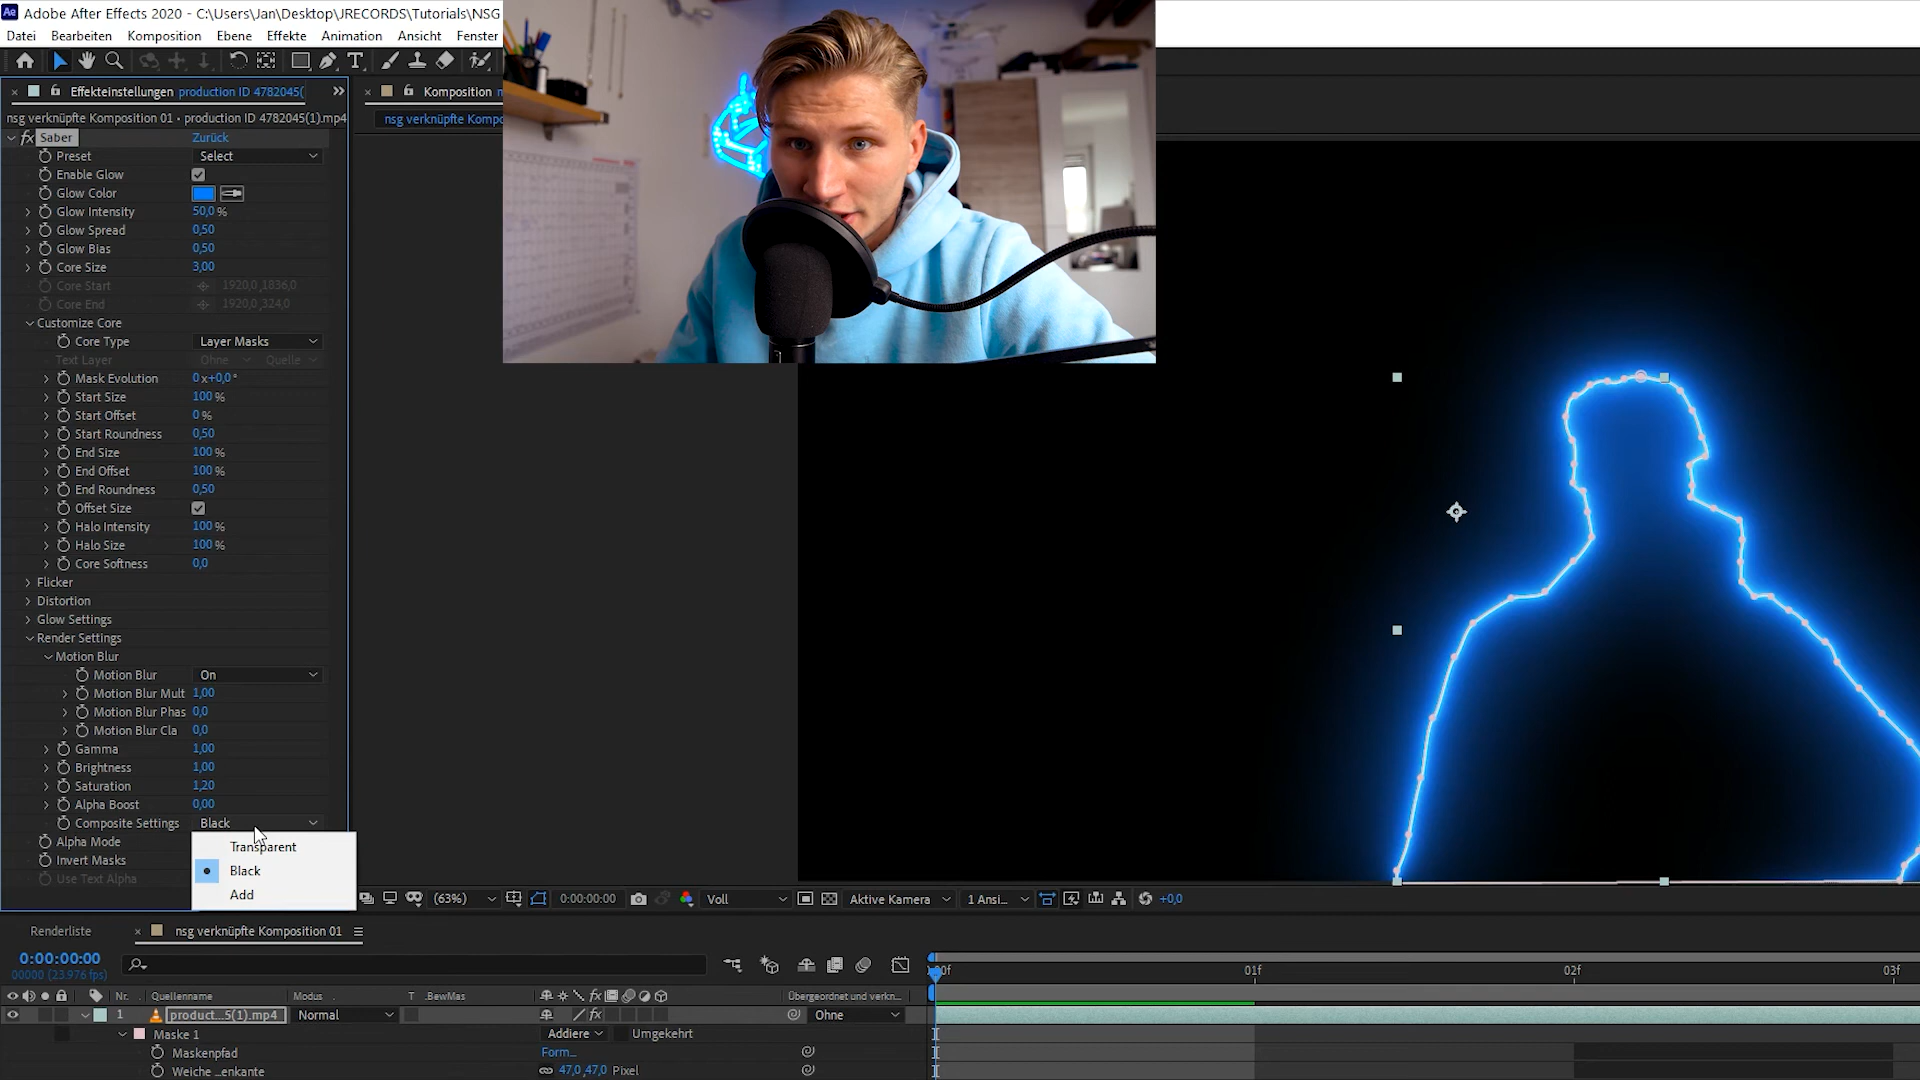 Adobe After Effects 2020 - C:\Users\Jan\Desktop\JRECORDS\Tutorials\NSG
Datei Bearbeiten Komposition Ebene Effekte Animation Ansicht Fenster
Effekteinstellungen production ID 4782045( »
Komposition
nsg verknüpfte Komposition 01 • production ID 4782045(1).mp4
nsg verknüpfte Kompo
fx Saber Zurück
Preset Select
Enable Glow
Glow Color
Glow Intensity 50,0 %
Glow Spread 0,50
Glow Bias 0,50
Core Size 3,00
Core Start 1920,0 ,1836,0
Core End 1920,0 ,324,0
Customize Core
Core Type Layer Masks
Text Layer Ohne Quelle
Mask Evolution 0 x+0,0 °
Start Size 100 %
Start Offset 0 %
Start Roundness 0,50
End Size 100 %
End Offset 100 %
End Roundness 0,50
Offset Size
Halo Intensity 100 %
Halo Size 100 %
Core Softness 0,0
Flicker
Distortion
Glow Settings
Render Settings
Motion Blur
Motion Blur On
Motion Blur Mult 1,00
Motion Blur Phas 0,0
Motion Blur Cla 0,0
Gamma 1,00
Brightness 1,00
Saturation 1,20
Alpha Boost 0,00
Composite Settings Black
Alpha Mode
Invert Masks
Use Text Alpha
Transparent
Black
Add
(63%) 0:00:00:00 Voll Aktive Kamera 1 Ansi... +0,0
Renderliste nsg verknüpfte Komposition 01
0:00:00:00
00000 (23.976 fps)
01f 02f 03f
Nr. Quellenname Modus T .BewMas fx Übergeordnet und verkn...
1 product...5(1).mp4 Normal fx Ohne
Maske 1 Addiere Umgekehrt
Maskenpfad Form...
Weiche ..enkante 47,0 ,47,0 Pixel